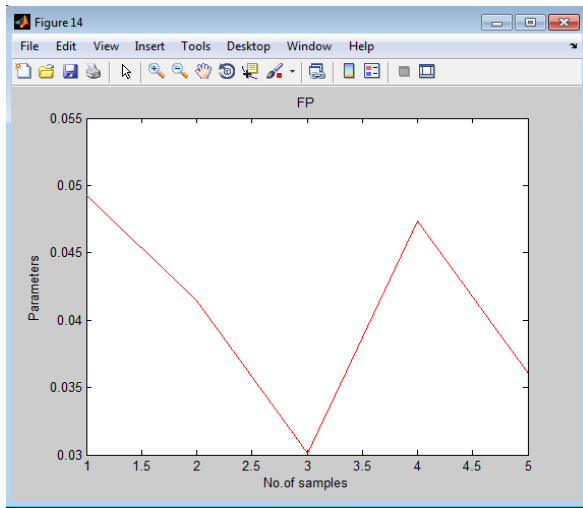 Figure 14
File Edit View Insert Tools Desktop Window Help
FP
0.055
0.05
0.045
0.04
0.035
0.03
Parameters
1 1.5 2 2.5 3 3.5 4 4.5 5
No.of samples